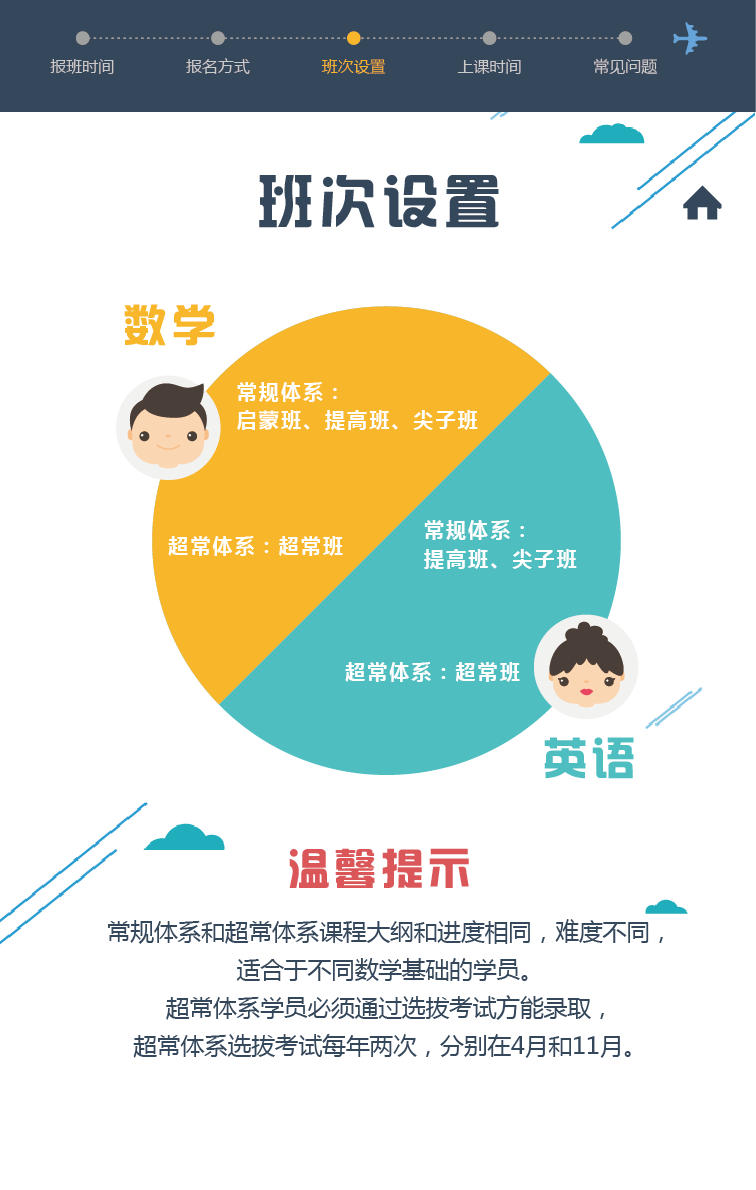 报班时间 报名方式 班次设置 上课时间 常见问题
班次设置
数学
常规体系：
启蒙班、提高班、尖子班
超常体系：超常班
常规体系：
提高班、尖子班
超常体系：超常班
英语
温馨提示
常规体系和超常体系课程大纲和进度相同，难度不同，
适合于不同数学基础的学员。
超常体系学员必须通过选拔考试方能录取，
超常体系选拔考试每年两次，分别在4月和11月。